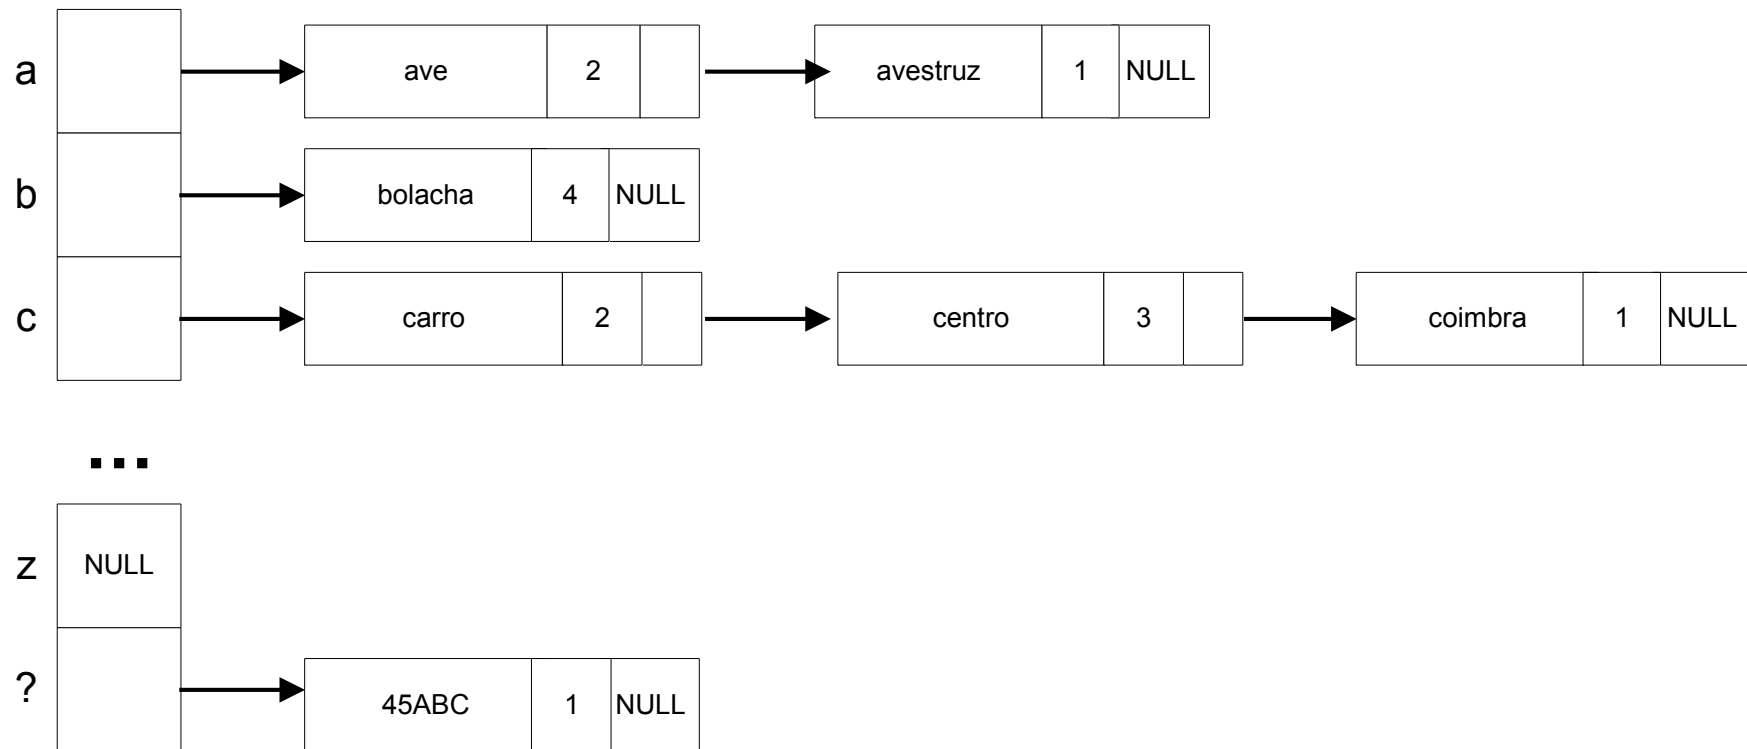 a ave 2 avestruz 1 NULL
b bolacha 4 NULL
c carro 2 centro 3 coimbra 1 NULL
...
z NULL
? 45ABC 1 NULL